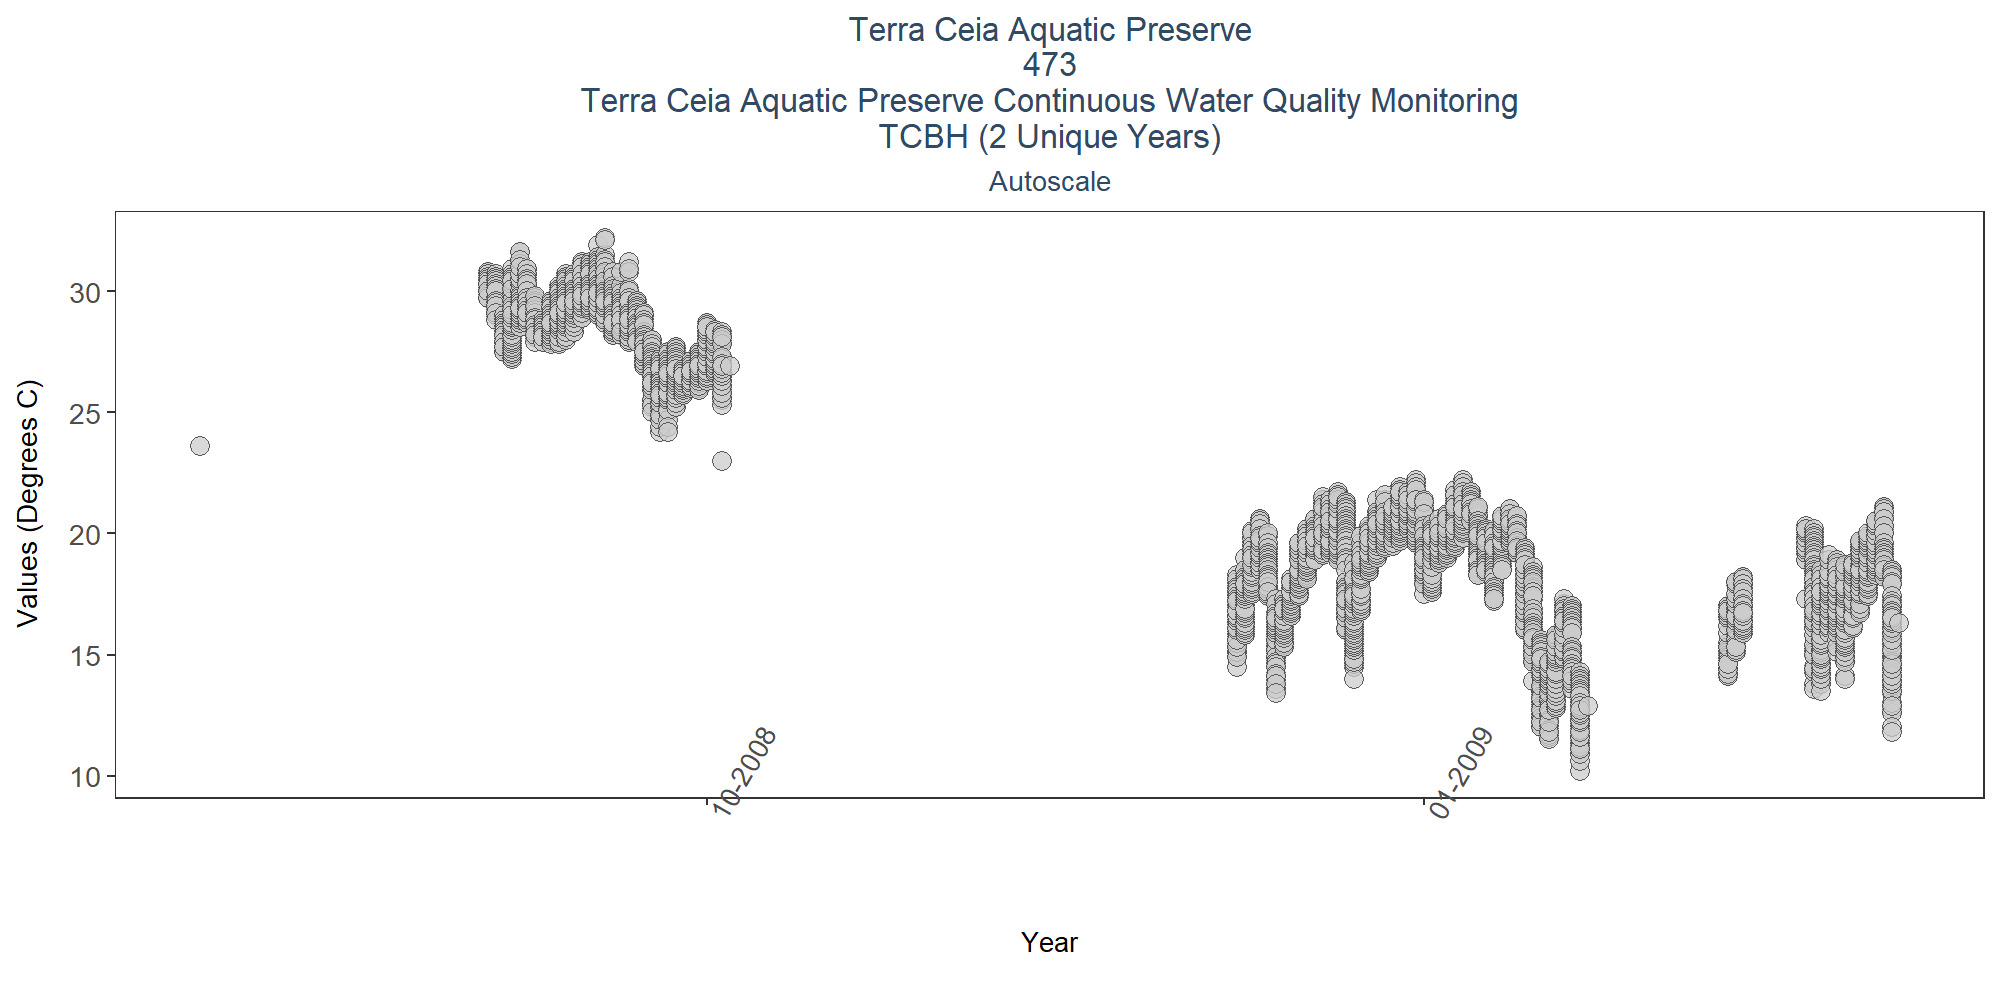 Terra Ceia Aquatic Preserve
473
Terra Ceia Aquatic Preserve Continuous Water Quality Monitoring
TCBH (2 Unique Years)
Autoscale
Values (Degrees C)
30
25
20
15
10
10-2008
01-2009
Year